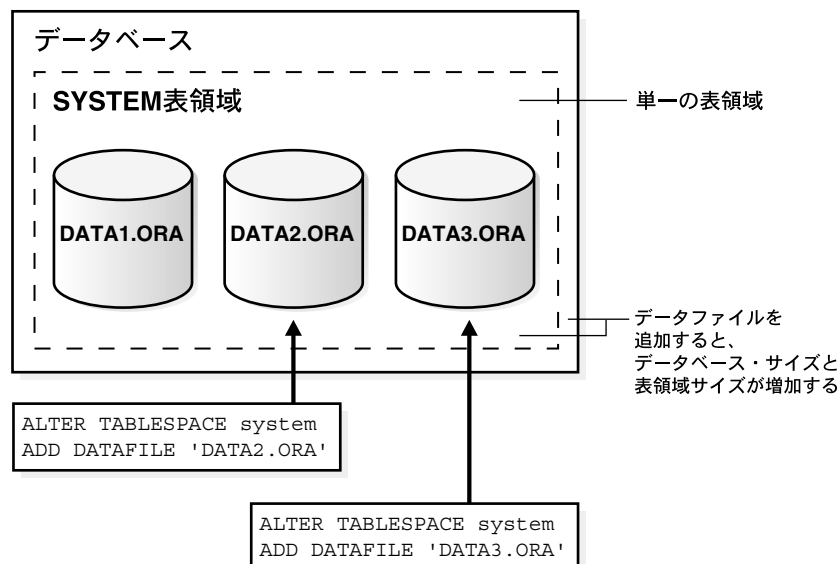 データベース
SYSTEM表領域
単一の表領域
DATA1.ORA
DATA2.ORA
DATA3.ORA
データファイルを
追加すると、
データベース・サイズと
表領域サイズが増加する
ALTER TABLESPACE system
ADD DATAFILE 'DATA2.ORA'
ALTER TABLESPACE system
ADD DATAFILE 'DATA3.ORA'